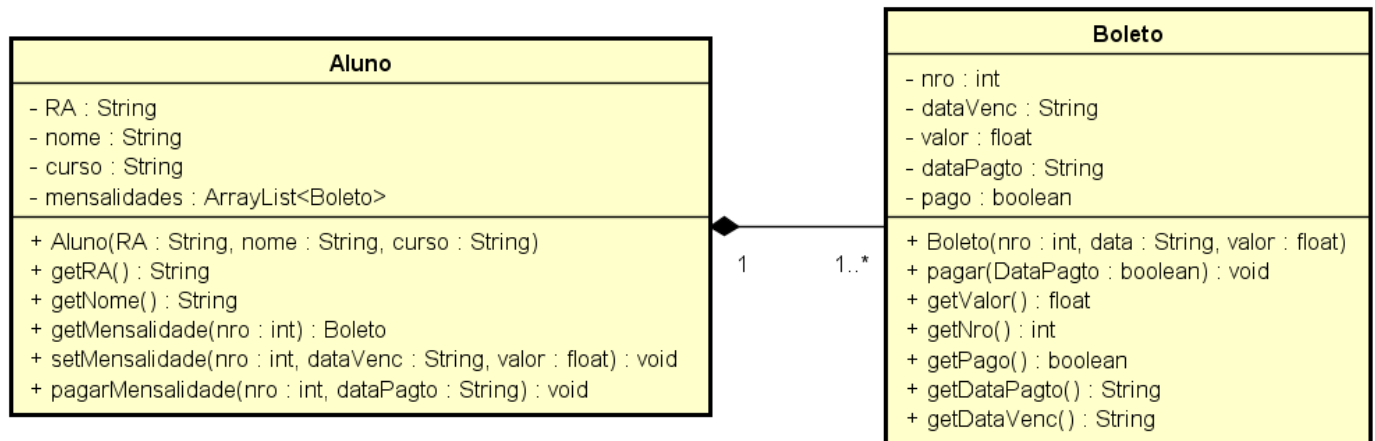 Aluno
- RA : String
- nome : String
- curso : String
- mensalidades : ArrayList<Boleto>
+ Aluno(RA : String, nome : String, curso : String)
+ getRA() : String
+ getNome() : String
+ getMensalidade(nro : int) : Boleto
+ setMensalidade(nro : int, dataVenc : String, valor : float) : void
+ pagarMensalidade(nro : int, dataPagto : String) : void
1
1..*
Boleto
- nro : int
- dataVenc : String
- valor : float
- dataPagto : String
- pago : boolean
+ Boleto(nro : int, data : String, valor : float)
+ pagar(DataPagto : boolean) : void
+ getValor() : float
+ getNro() : int
+ getPago() : boolean
+ getDataPagto() : String
+ getDataVenc() : String